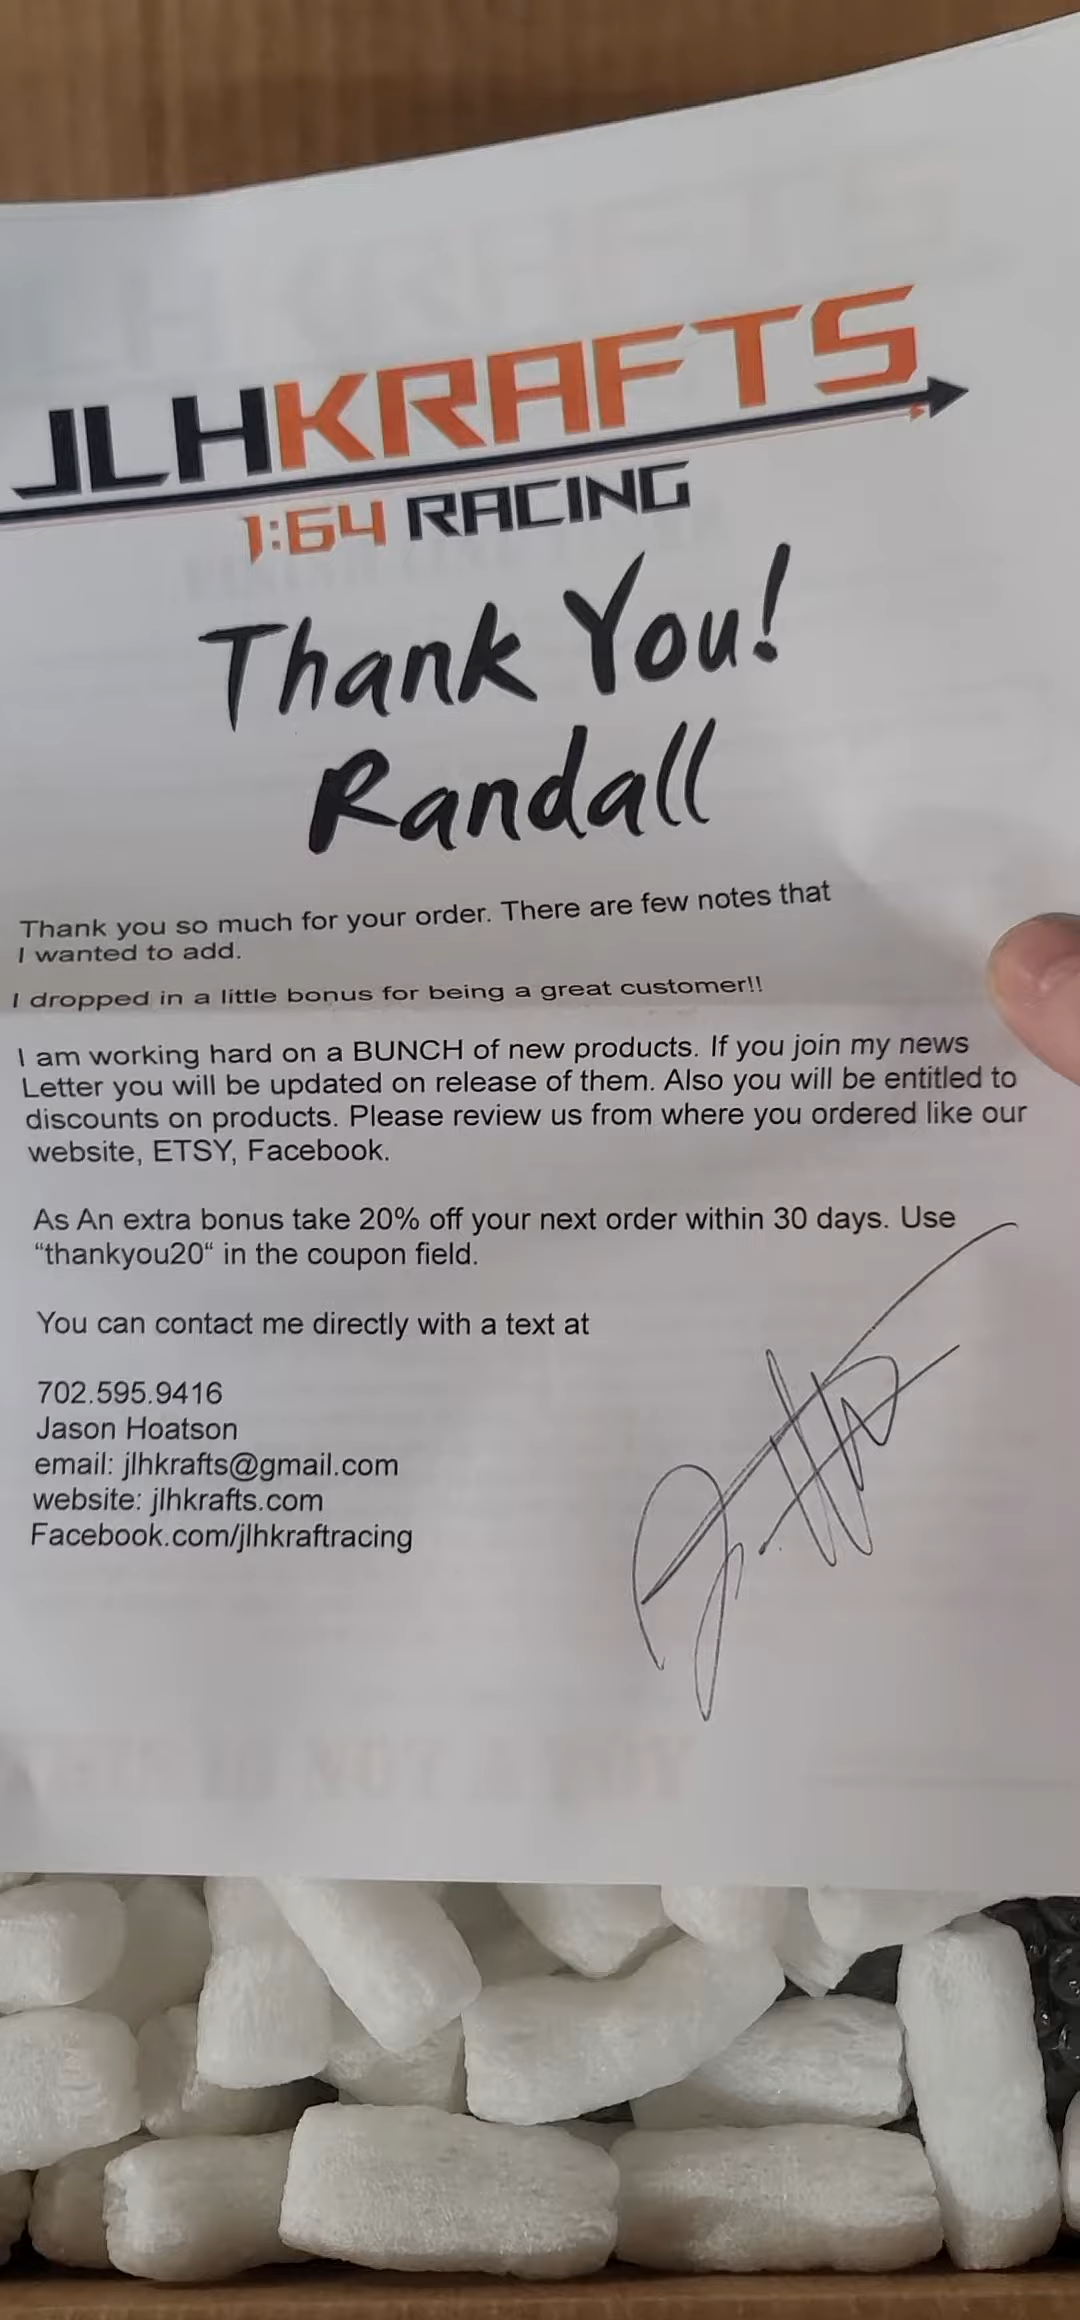 JLHKRAFTS
1:64 RACING
Thank You!
Randall
Thank you so much for your order. There are few notes that
I wanted to add.
I dropped in a little bonus for being a great customer!!
I am working hard on a BUNCH of new products. If you join my news
Letter you will be updated on release of them. Also you will be entitled to
discounts on products. Please review us from where you ordered like our
website, ETSY, Facebook.
As An extra bonus take 20% off your next order within 30 days. Use
“thankyou20“ in the coupon field.
You can contact me directly with a text at
702.595.9416
Jason Hoatson
email: jlhkrafts@gmail.com
website: jlhkrafts.com
Facebook.com/jlhkraftracing